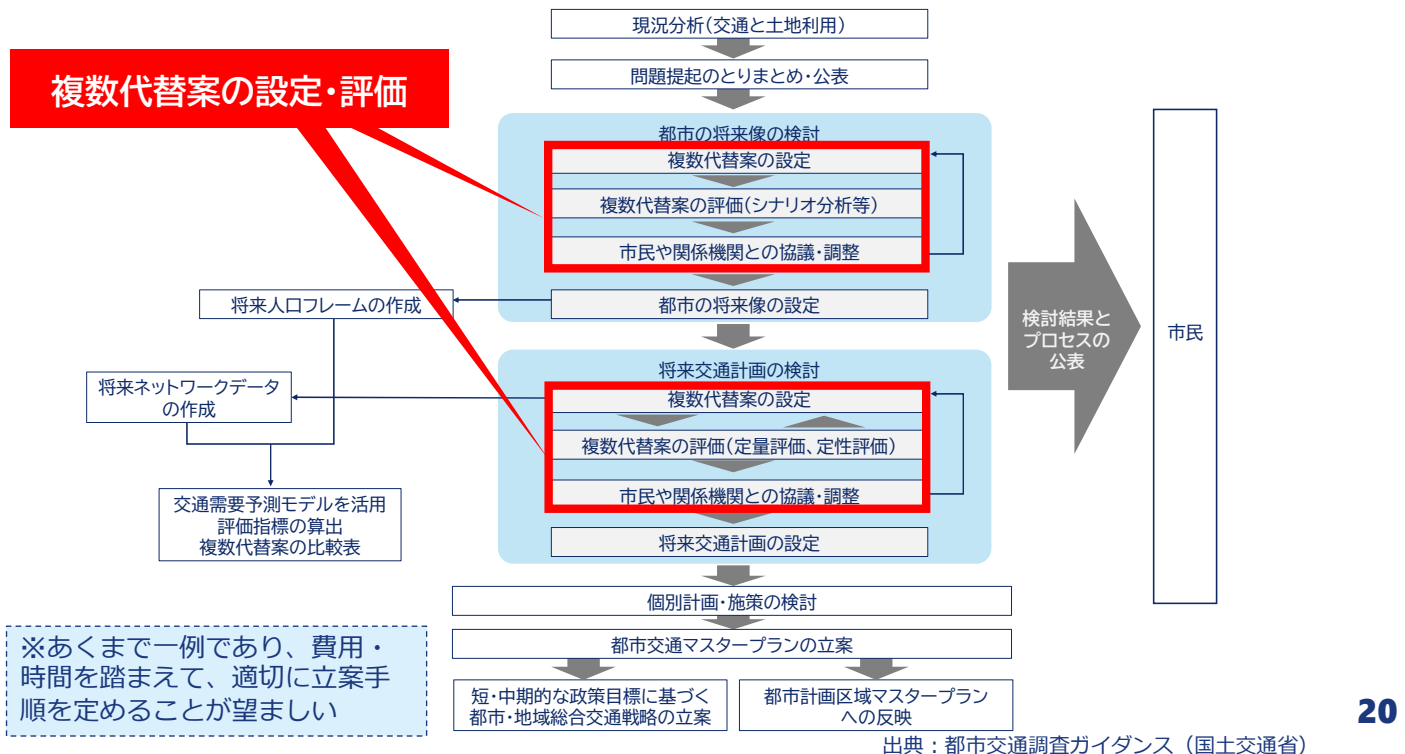 現況分析(交通と土地利用)
問題提起のとりまとめ・公表
複数代替案の設定・評価
都市の将来像の検討
複数代替案の設定
複数代替案の評価(シナリオ分析等)
市民や関係機関との協議・調整
都市の将来像の設定
将来人口フレームの作成
将来交通計画の検討
複数代替案の設定
将来ネットワークデータ
の作成
複数代替案の評価(定量評価、定性評価)
市民や関係機関との協議・調整
将来交通計画の設定
交通需要予測モデルを活用
評価指標の算出
複数代替案の比較表
検討結果と
プロセスの
公表
市民
個別計画・施策の検討
都市交通マスタープランの立案
短・中期的な政策目標に基づく
都市・地域総合交通戦略の立案
都市計画区域マスタープラン
への反映
※あくまで一例であり、費用・
時間を踏まえて、適切に立案手
順を定めることが望ましい
20
出典：都市交通調査ガイダンス（国土交通省）